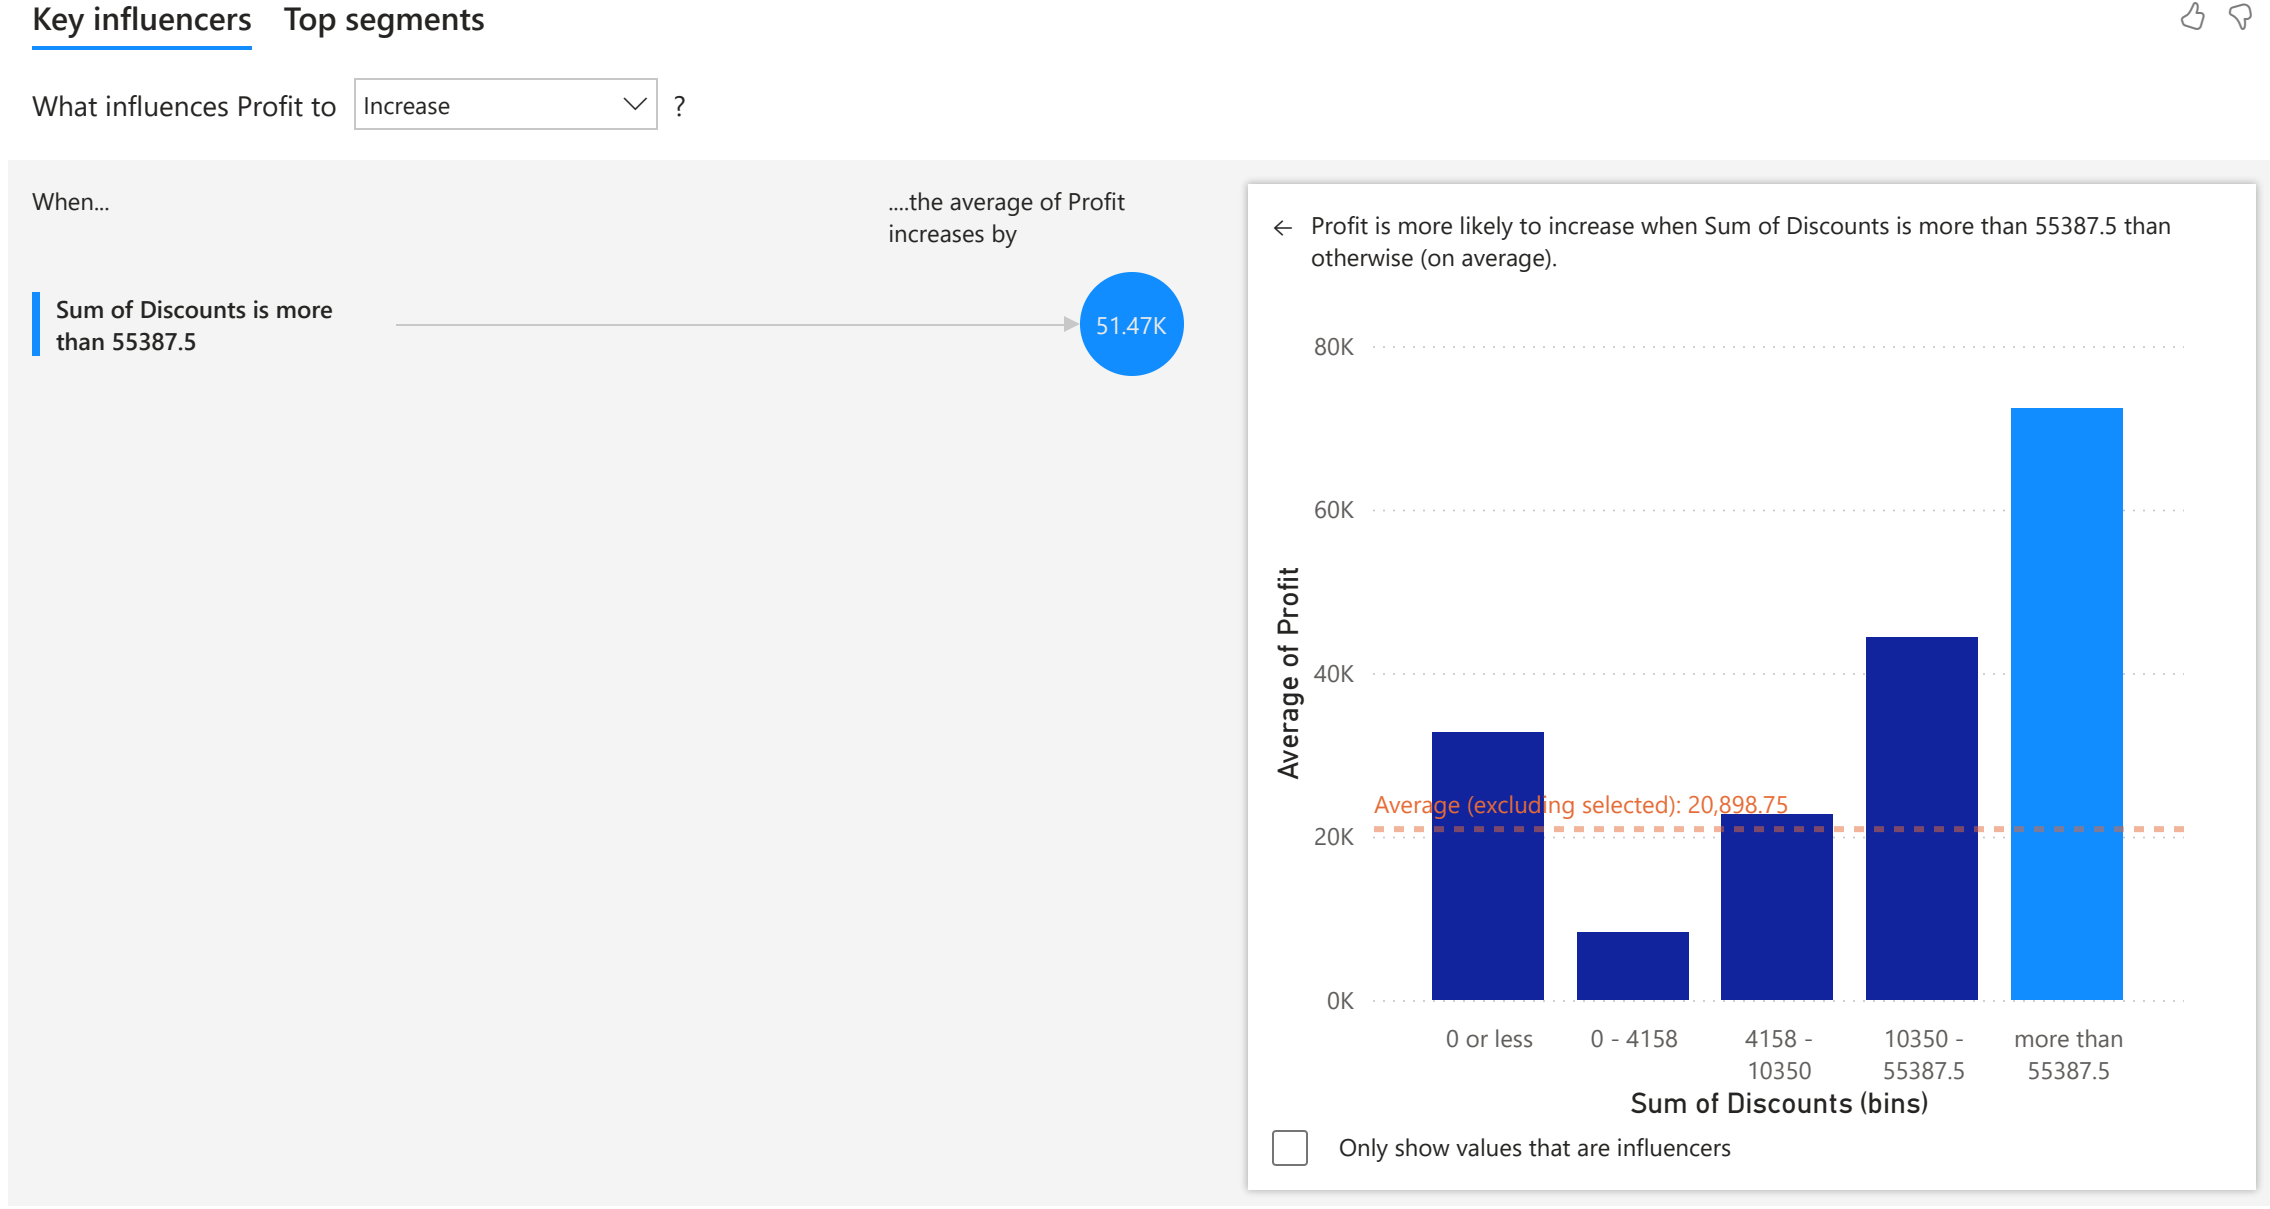 Key influencers Top segments
What influences Profit to Increase ?
When...
....the average of Profit
increases by
Sum of Discounts is more
than 55387.5
51.47K
Profit is more likely to increase when Sum of Discounts is more than 55387.5 than
otherwise (on average).
80K
60K
40K
20K
0K
Average of Profit
Average (excluding selected): 20,898.75
0 or less
0 - 4158
4158 -
10350
10350 -
55387.5
more than
55387.5
Sum of Discounts (bins)
Only show values that are influencers